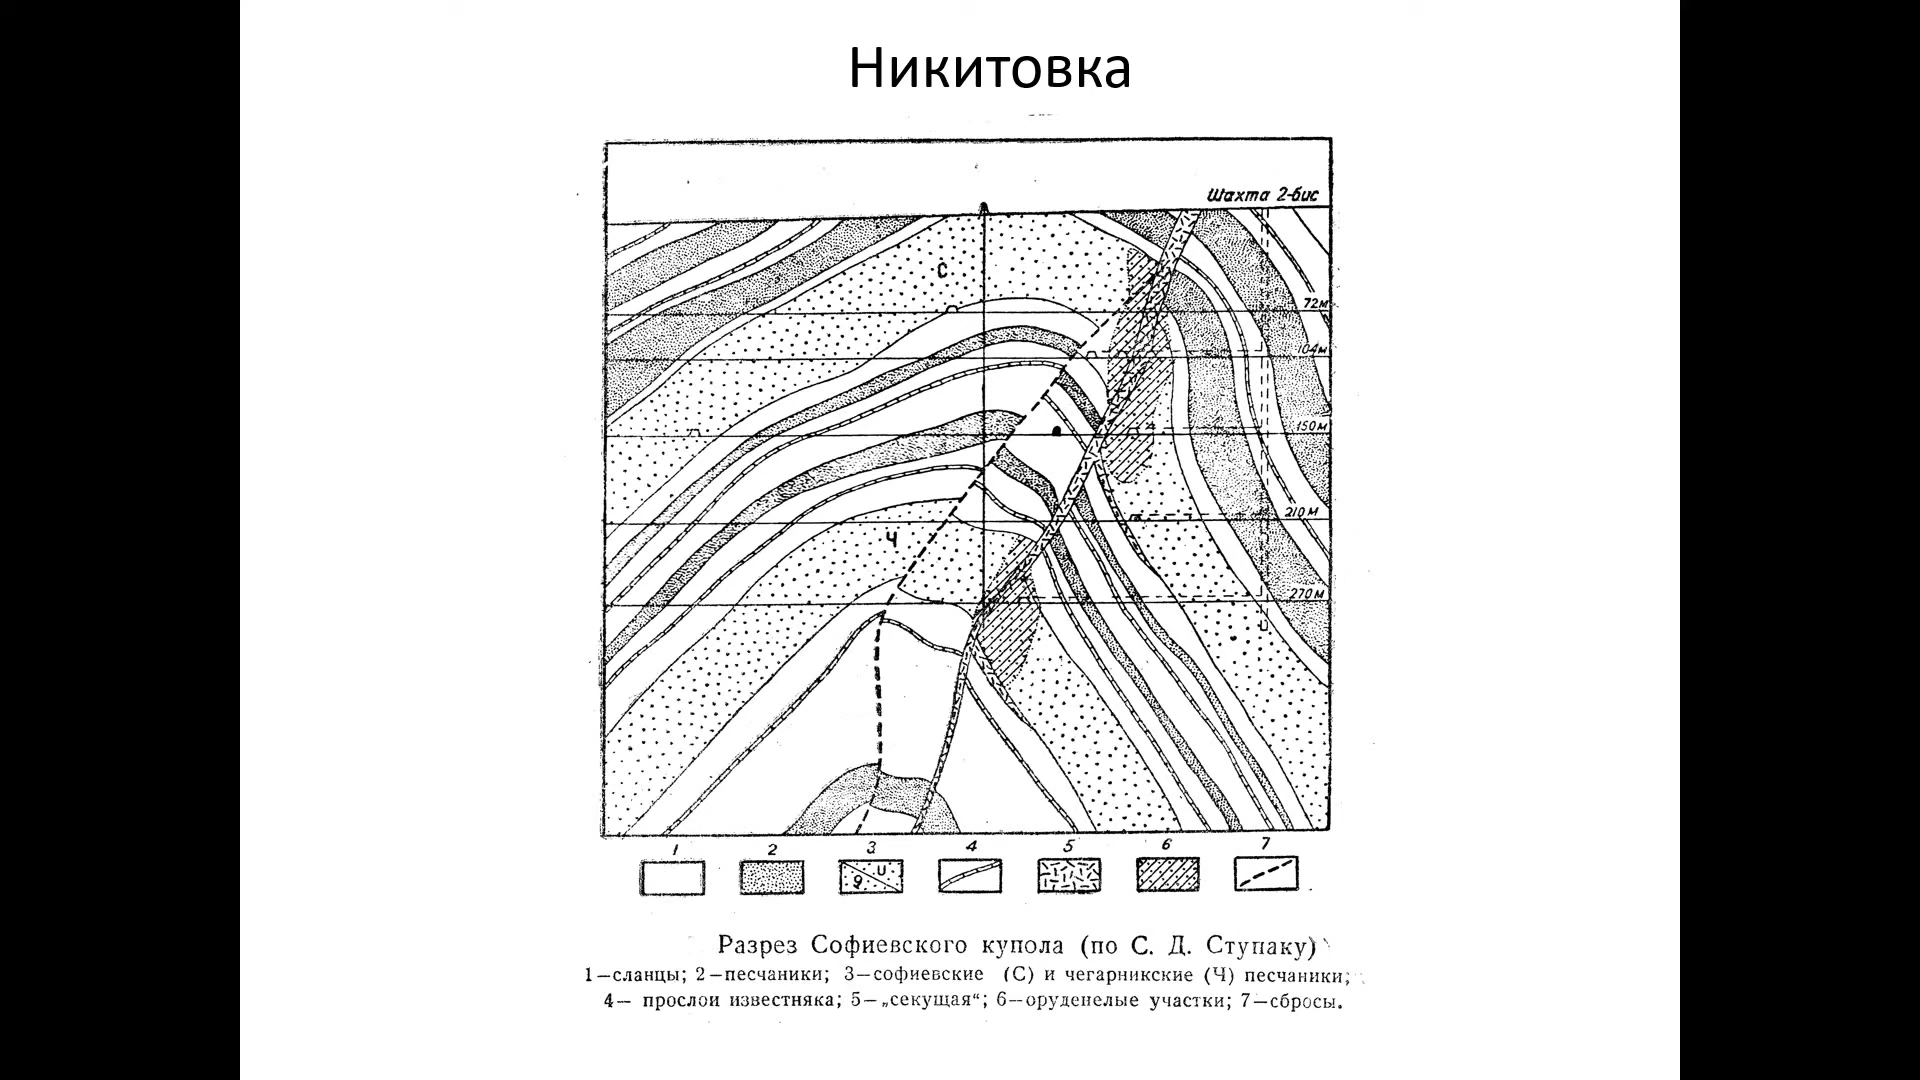 Никитовка
Шахта 2-бис
С
72м
104м
150м
210м
Ч
270м
1 2 3 4 5 6 7
Разрез Софиевского купола (по С. Д. Ступаку)
1—сланцы; 2—песчаники; 3—софиевские (С) и чегарникские (Ч) песчаники;
4— прослои известняка; 5—„секущая“; 6—оруденелые участки; 7—сбросы.